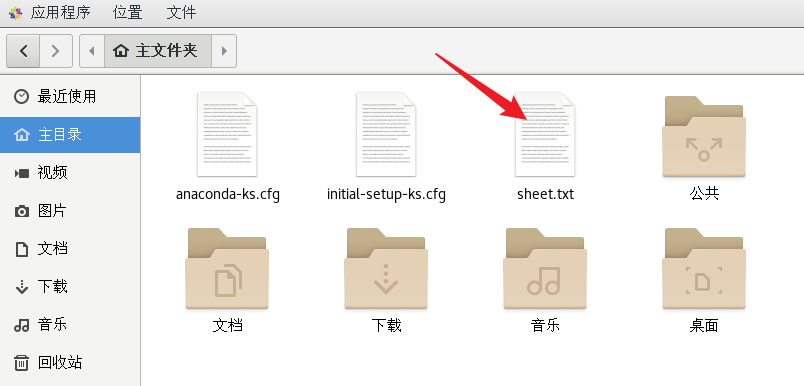 应用程序 位置 文件
主文件夹
最近使用
主目录
视频
图片
文档
下载
音乐
回收站
anaconda-ks.cfg initial-setup-ks.cfg sheet.txt 公共
文档 下载 音乐 桌面